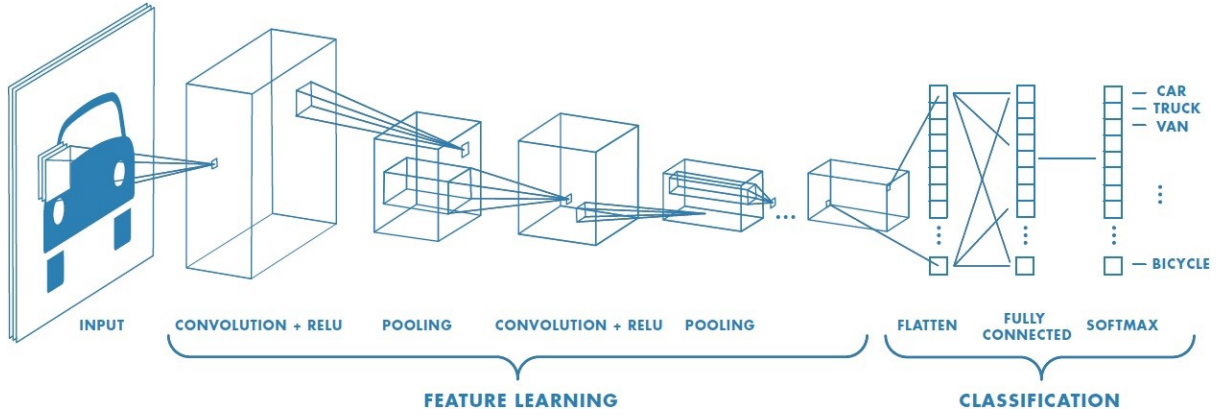 CAR
TRUCK
VAN
BICYCLE
INPUT
CONVOLUTION + RELU
POOLING
CONVOLUTION + RELU
POOLING
FLATTEN
FULLY
CONNECTED
SOFTMAX
FEATURE LEARNING
CLASSIFICATION